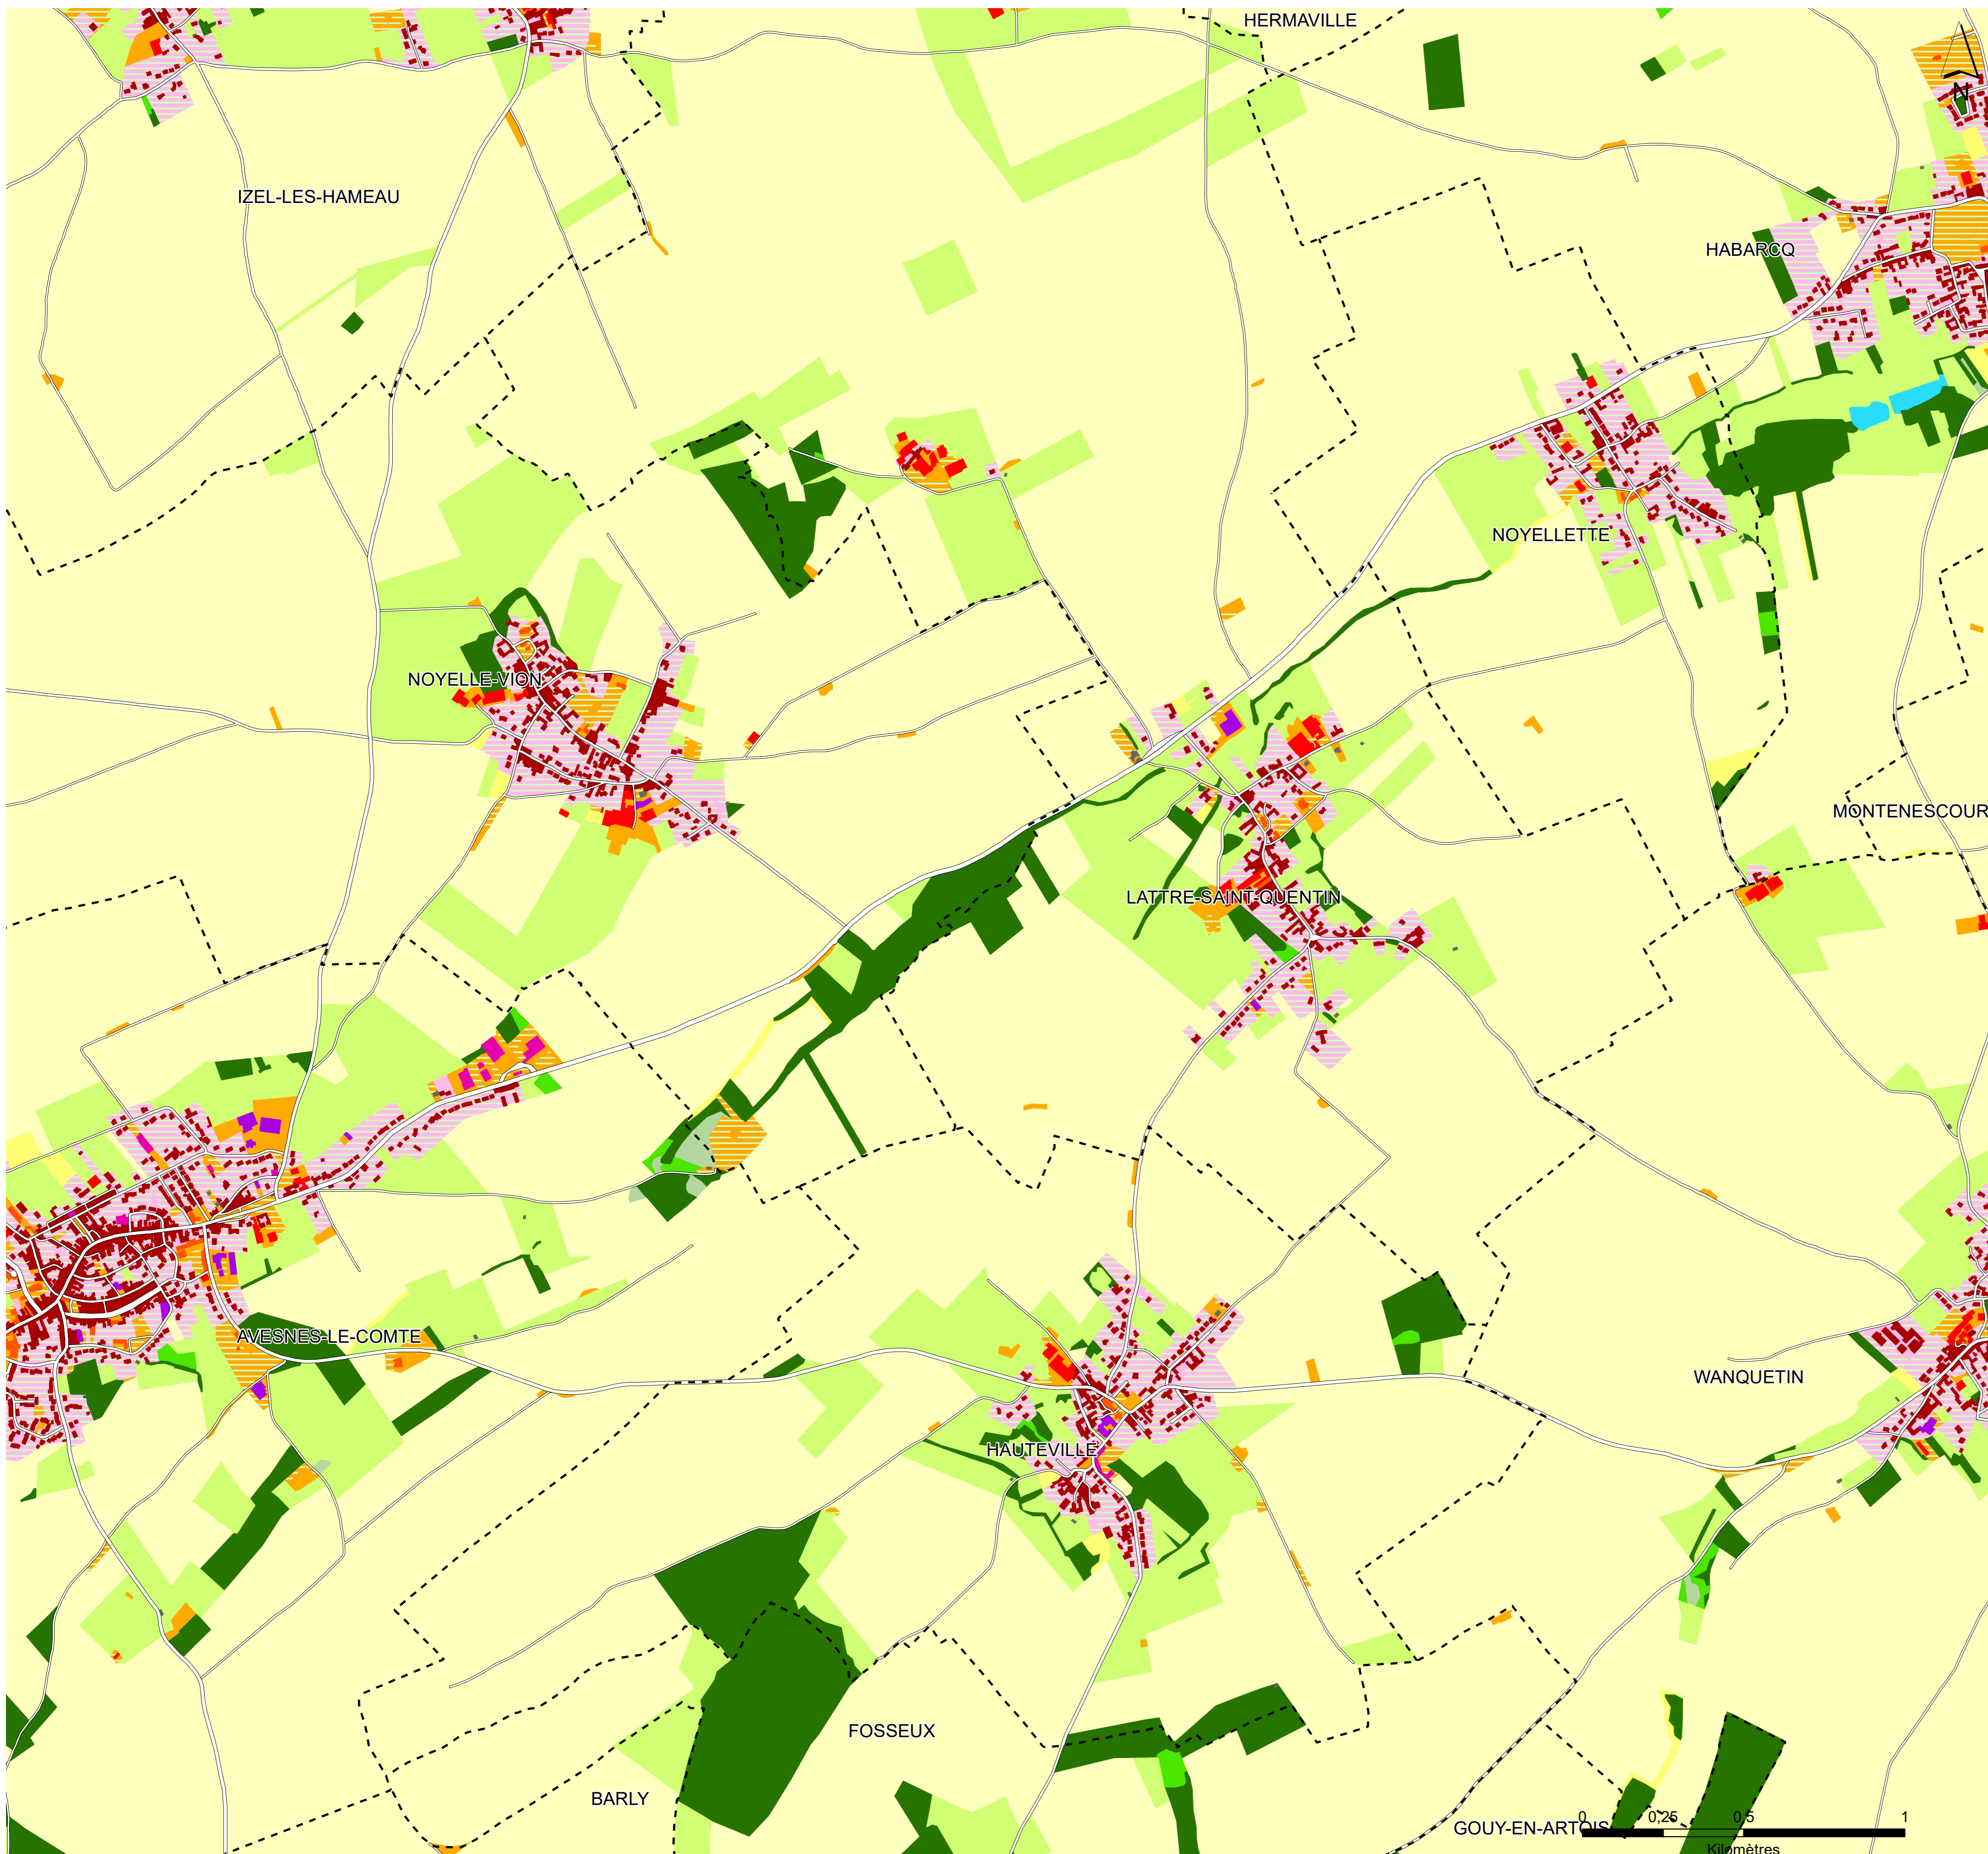 HERMAVILLE
N
IZEL-LES-HAMEAU
HABARCQ
NOYELLETTE
NOYELLE-VION
MONTENESCOUR
LATTRE-SAINT-QUENTIN
AVESNES-LE-COMTE
WANQUETIN
HAUTEVILLE
FOSSEUX
BARLY
GOUY-EN-ARTOIS
0 0,25 0,5 1
Kilomètres